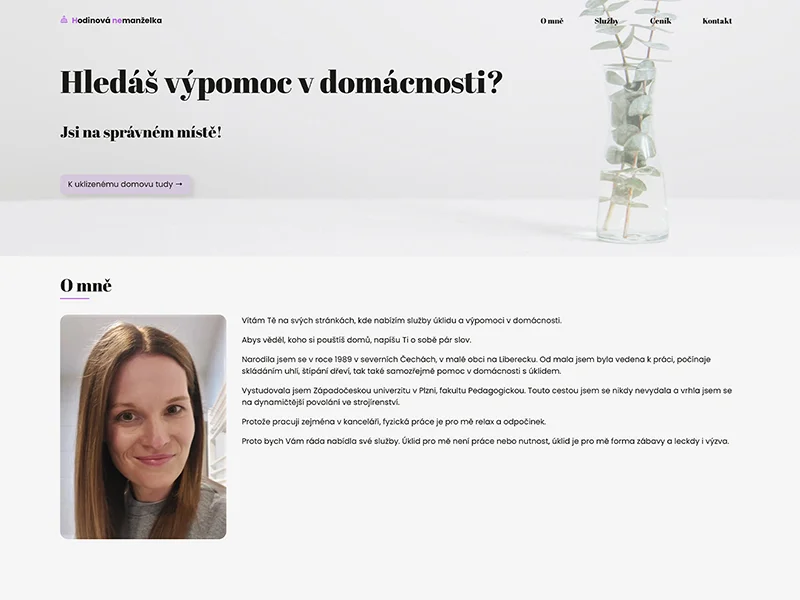 Hodinová nemanželka
O mně
Služby
Ceník
Kontakt
Hledáš výpomoc v domácnosti?
Jsi na správném místě!
K uklizenému domovu tudy →
O mně
Vítám Tě na svých stránkách, kde nabízím služby úklidu a výpomoci v domácnosti.
Abys věděl, koho si pouštíš domů, napíšu Ti o sobě pár slov.
Narodila jsem se v roce 1989 v severních Čechách, v malé obci na Liberecku. Od mala jsem byla vedena k práci, počínaje
skládáním uhlí, štípání dřeví, tak také samozřejmě pomoc v domácnosti s úklidem.
Vystudovala jsem Západočeskou univerzitu v Plzni, fakultu Pedagogickou. Touto cestou jsem se nikdy nevydala a vrhla jsem se
na dynamičtější povolání ve strojírenství.
Protože pracuji zejména v kanceláři, fyzická práce je pro mě relax a odpočinek.
Proto bych Vám ráda nabídla své služby. Úklid pro mě není práce nebo nutnost, úklid je pro mě forma zábavy a leckdy i výzva.